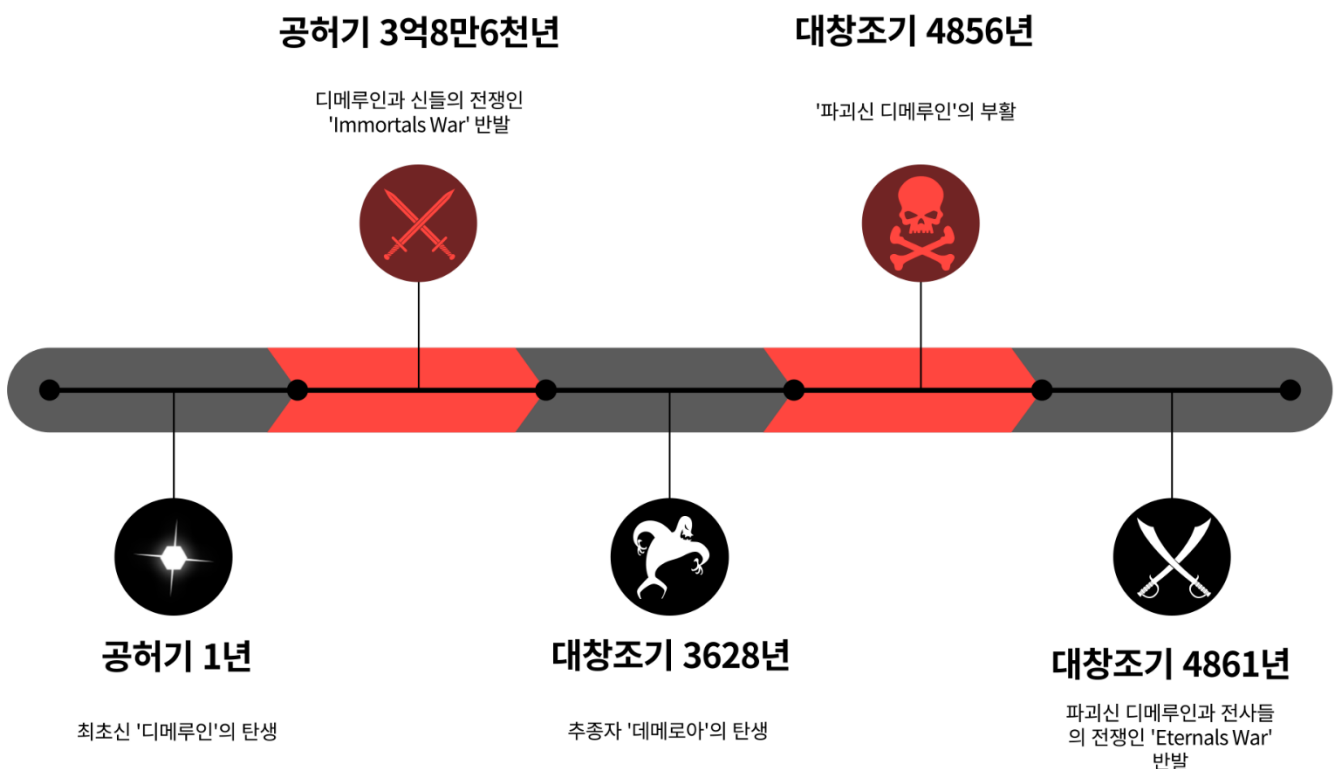 공허기 3억8만6천년
디메루인과 신들의 전쟁인
'Immortals War' 반발
대창조기 4856년
'파괴신 디메루인'의 부활
공허기 1년
최초신 '디메루인'의 탄생
대창조기 3628년
추종자 '데메로아'의 탄생
대창조기 4861년
파괴신 디메루인과 전사들
의 전쟁인 'Eternals War'
반발